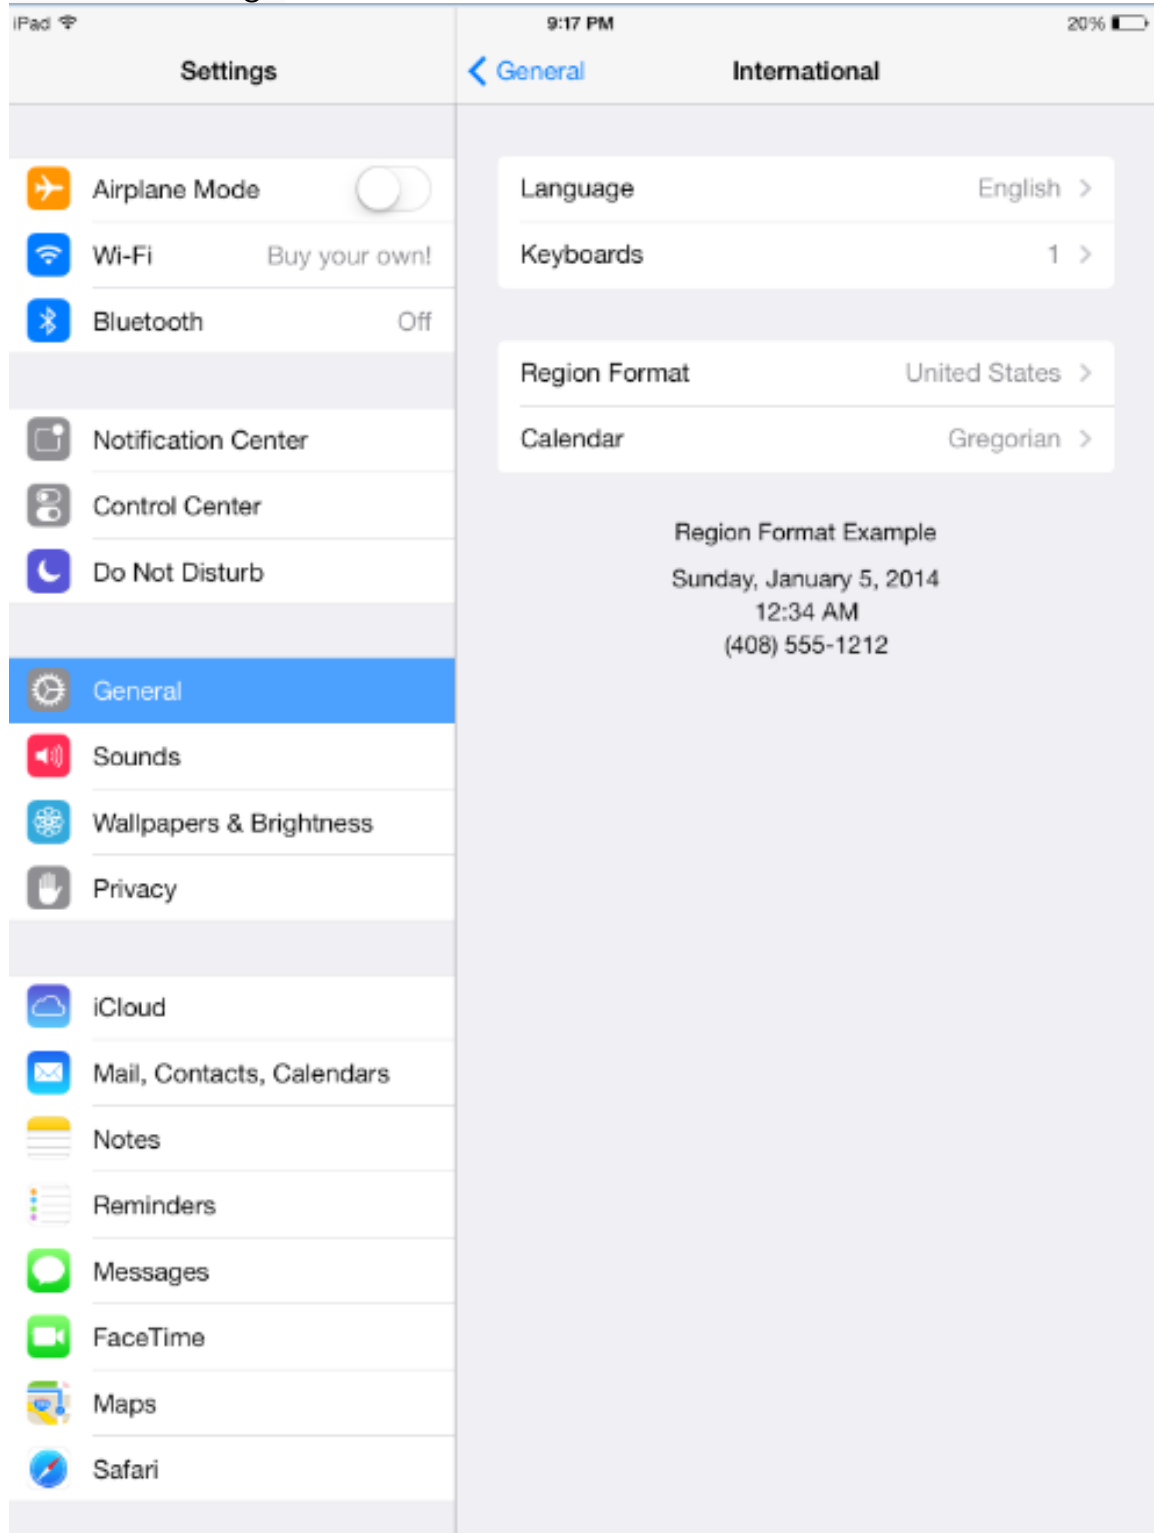 iPad
9:17 PM
20%
Settings
General
International
Airplane Mode
Wi-Fi Buy your own!
Bluetooth Off
Notification Center
Control Center
Do Not Disturb
General
Sounds
Wallpapers & Brightness
Privacy
iCloud
Mail, Contacts, Calendars
Notes
Reminders
Messages
FaceTime
Maps
Safari
Language English >
Keyboards 1 >
Region Format United States >
Calendar Gregorian >
Region Format Example
Sunday, January 5, 2014
12:34 AM
(408) 555-1212